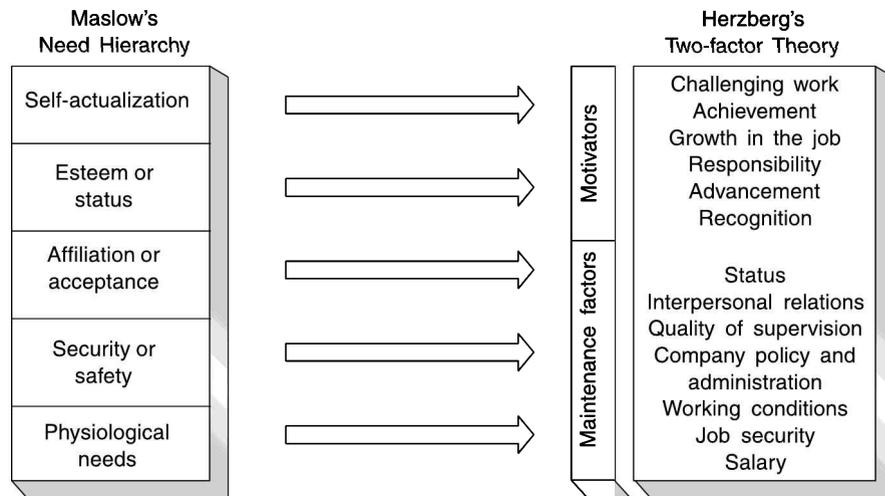 Maslow's
Need Hierarchy
Self-actualization
Esteem or
status
Affiliation or
acceptance
Security or
safety
Physiological
needs
Herzberg's
Two-factor Theory
Motivators
Maintenance factors
Challenging work
Achievement
Growth in the job
Responsibility
Advancement
Recognition
Status
Interpersonal relations
Quality of supervision
Company policy and
administration
Working conditions
Job security
Salary